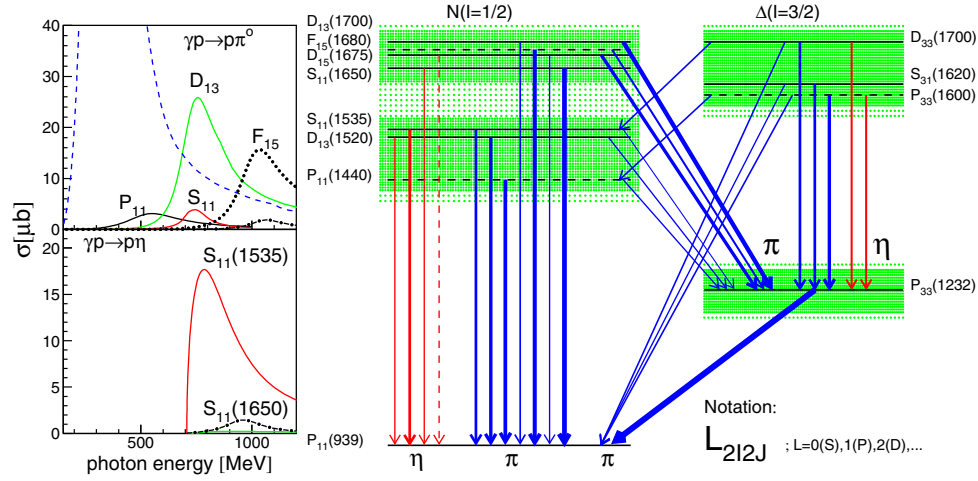 γp→pπ°
D13
F15
P11
S11
40
30
20
10
0
σ[μb]
γp→pη
S11(1535)
S11(1650)
20
15
10
5
0
500
1000
photon energy [MeV]
N(I=1/2)
D13(1700)
F15(1680)
D15(1675)
S11(1650)
S11(1535)
D13(1520)
P11(1440)
P11(939)
η
π
π
Δ(I=3/2)
D33(1700)
S31(1620)
P33(1600)
π
η
P33(1232)
Notation:
L2I2J ; L=0(S),1(P),2(D),...